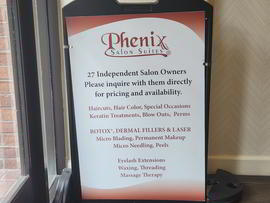 Phenix
SALON SUITES
27 Independent Salon Owners
Please inquire with them directly
for pricing and availability.
Haircuts, Hair Color, Special Occasions
Keratin Treatments, Blow Outs, Perms
BOTOX®, DERMAL FILLERS & LASER
Micro Blading, Permanent Makeup
Micro Needling, Peels
Eyelash Extensions
Waxing, Threading
Massage Therapy